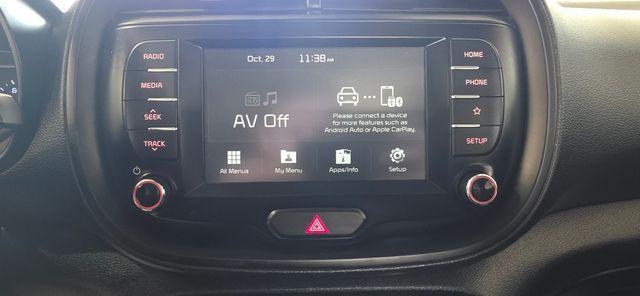 RADIO
MEDIA
SEEK
TRACK
Oct. 29 11:38 AM
AV Off
Please connect a device
for more features such as
Android Auto or Apple CarPlay.
All Menus My Menu Apps/Info Setup
HOME
PHONE
SETUP